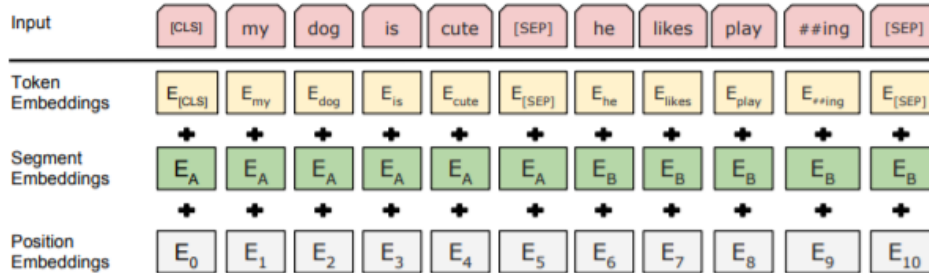 Input [CLS] my dog is cute [SEP] he likes play ##ing [SEP]
Token Embeddings E[CLS] Emy Edog Eis Ecute E[SEP] Ehe Elikes Eplay E##ing E[SEP]
+ + + + + + + + + + +
Segment Embeddings EA EA EA EA EA EA EB EB EB EB EB
+ + + + + + + + + + +
Position Embeddings E0 E1 E2 E3 E4 E5 E6 E7 E8 E9 E10